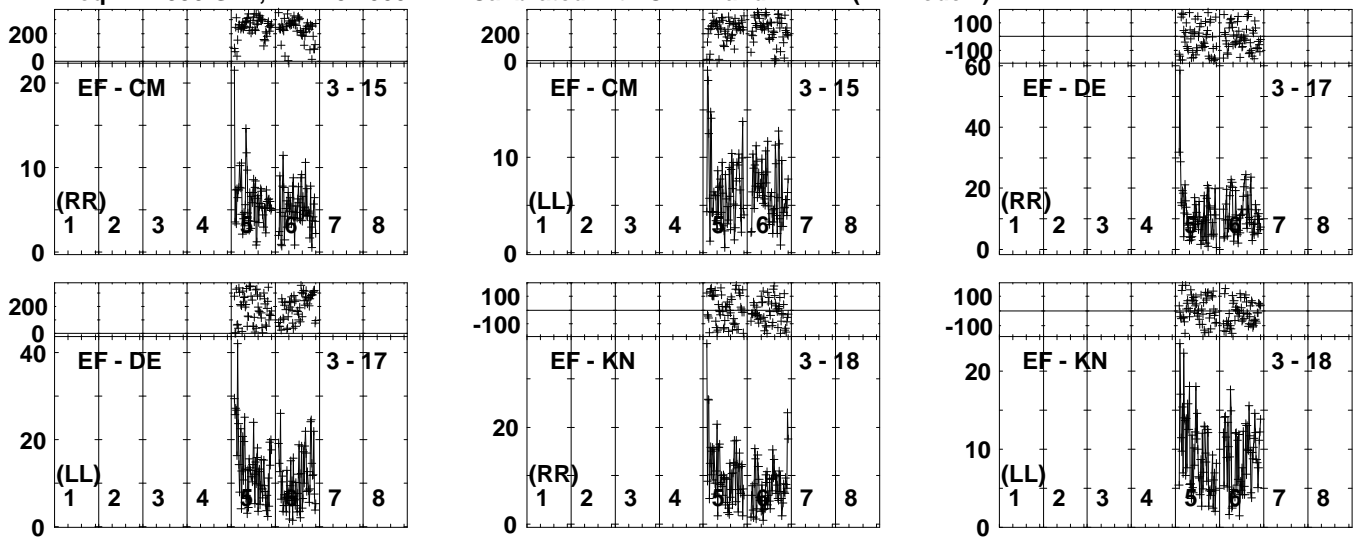 200 200 100
0 0 -100
EF - CM 3 - 15 EF - CM 3 - 15 EF - DE 3 - 17
20 60
40
10 10 20
(RR) (LL) (RR)
1 2 3 4 5 6 7 8 1 2 3 4 5 6 7 8 1 2 3 4 5 6 7 8
0 0 0
200 100 100
0 -100 -100
EF - DE 3 - 17 EF - KN 3 - 18 EF - KN 3 - 18
40 20
20 20 10
(LL) (RR) (LL)
1 2 3 4 5 6 7 8 1 2 3 4 5 6 7 8 1 2 3 4 5 6 7 8
0 0 0